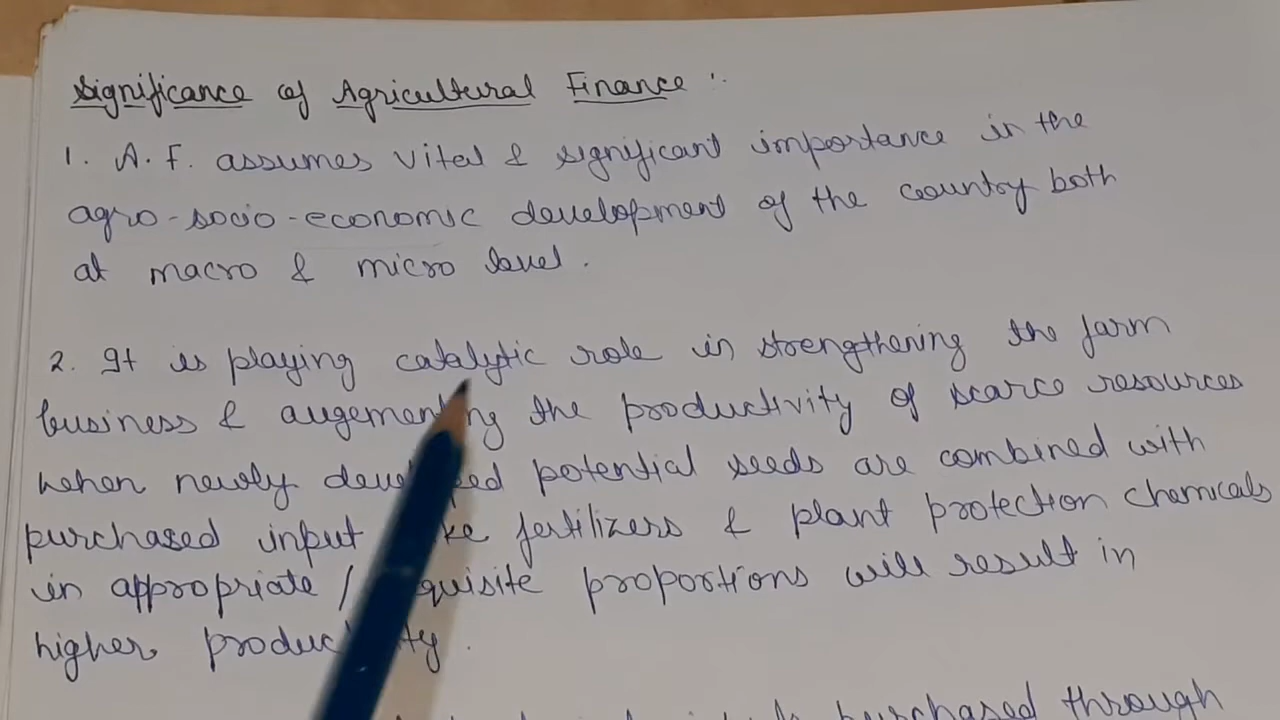 Significance of Agricultural Finance :
1. A.F. assumes vital & significant importance in the
agro-socio-economic development of the country both
at macro & micro level.
2. It is playing catalytic role in strengthening the farm
business & the productivity of scarce resources
when newly potential seeds are combined with
purchased input fertilizers & plant protection chemicals
in appropriate / proportions will result in
higher
purchased through